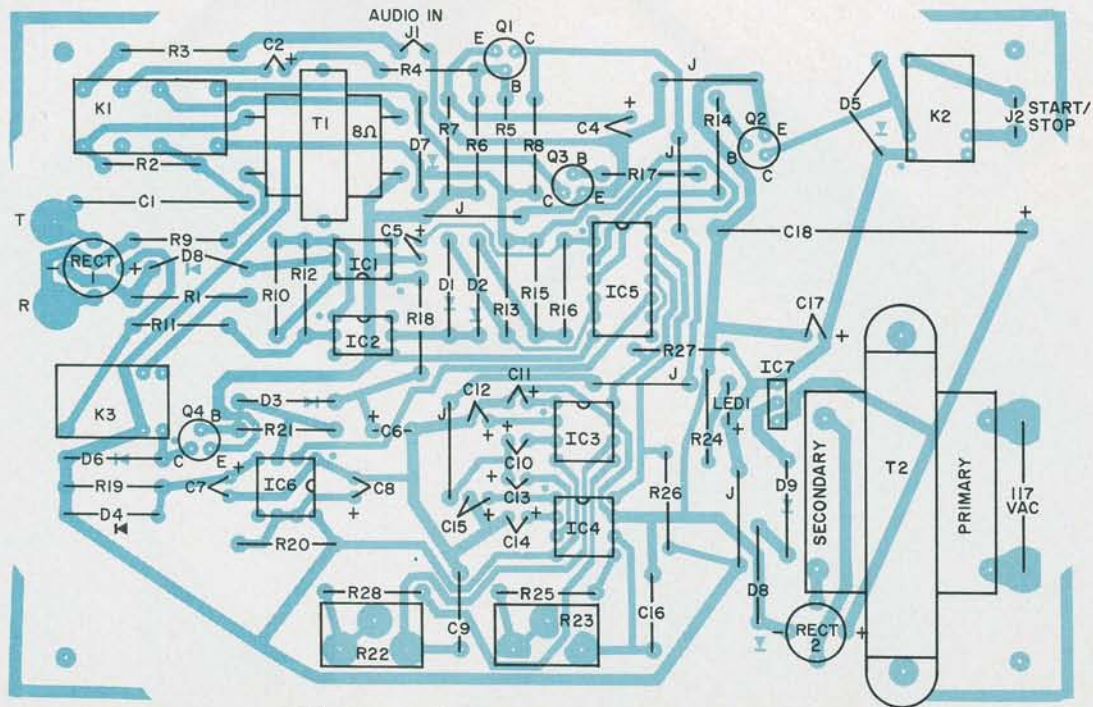 AUDIO IN
J1
Q1
E C
B
R3
C2 +
R4
J
K1
T1
8Ω
D7
R7
R6
R5
R8
C4
+
R14
Q2
E
B
C
D5
K2
J2
START/
STOP
R2
Q3
B
C
E
R17
J
C1
J
T
R9
D8
RECT
1
- +
R
R1
R11
R10
R12
IC1
C5
+
IC2
R18
D1
D2
R13
R15
R16
IC5
C18
+
C17
+
R27
K3
Q4
B
C
E
D3
R21
+
-C6-
C12
+
C11
+
J
J
IC3
R24
LED1
+
IC7
SECONDARY
T2
PRIMARY
117
VAC
D6
R19
D4
C7
+
IC6
C8
+
C10
+
C13
+
C15
+
C14
+
IC4
R26
J
D9
R20
R28
R22
C9
R25
R23
C16
D8
RECT
2
- +